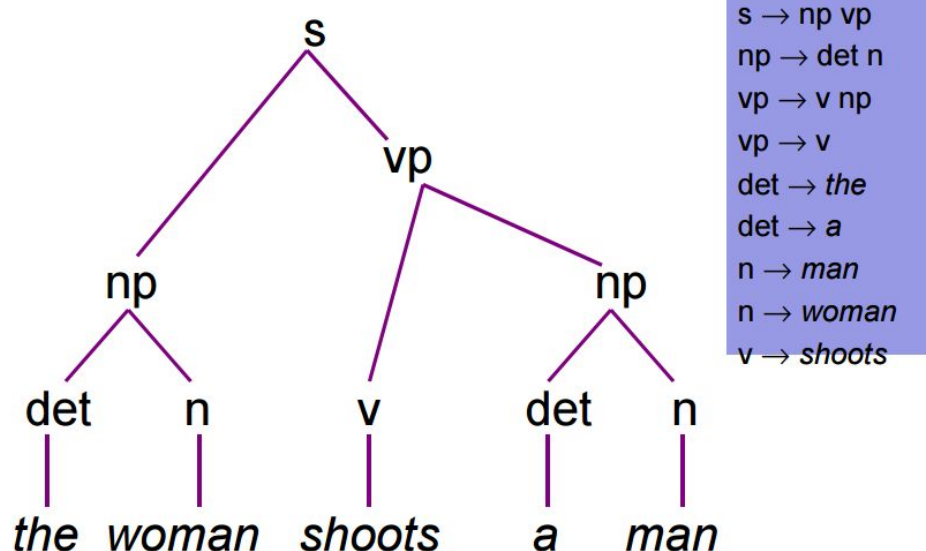 s
vp
np np
det n v det n
the woman shoots a man
s → np vp
np → det n
vp → v np
vp → v
det → the
det → a
n → man
n → woman
v → shoots